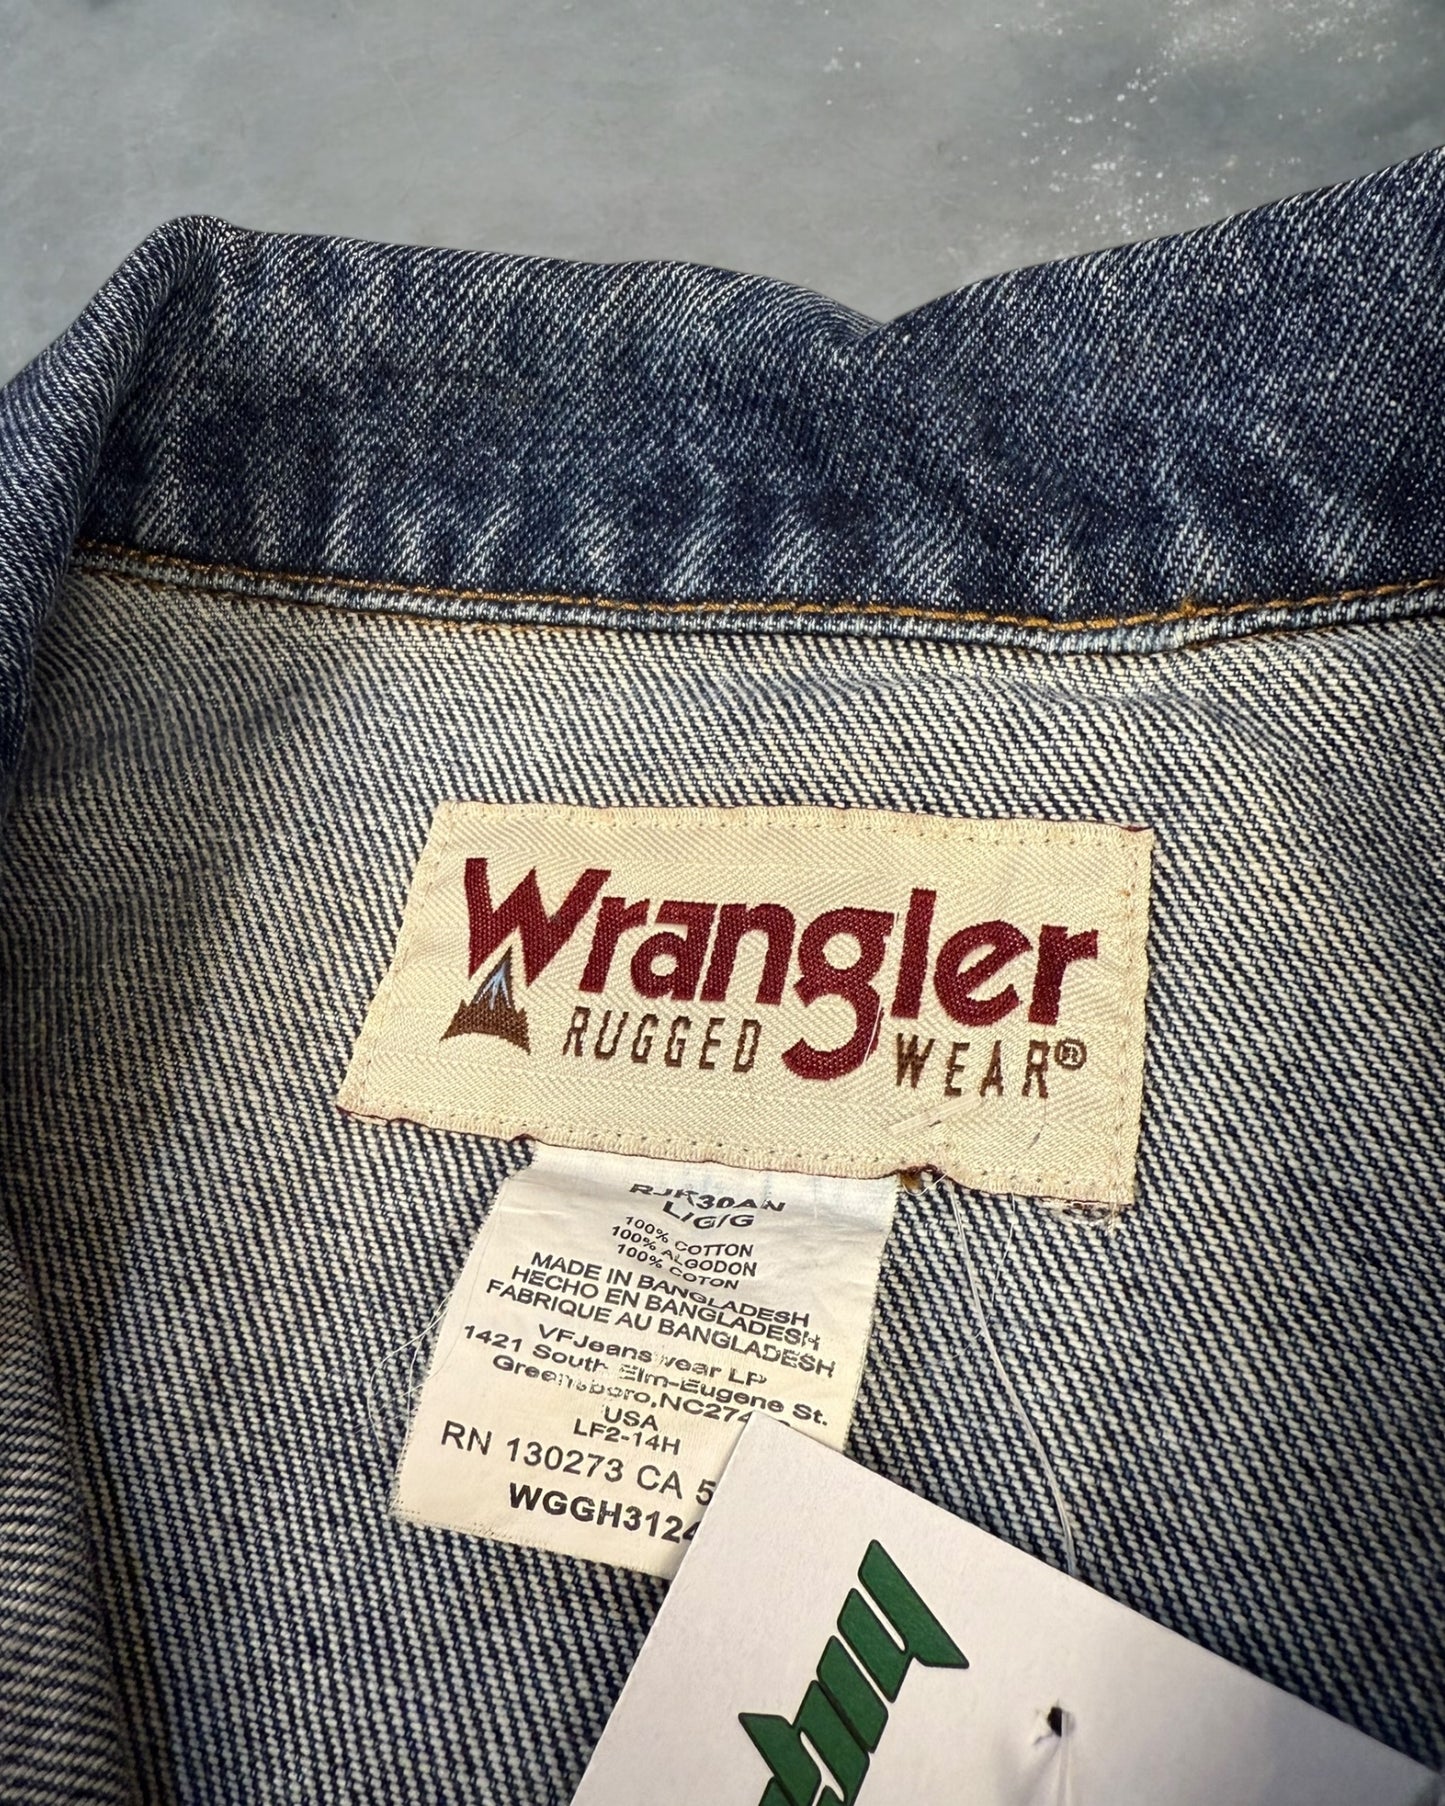 Wrangler
RUGGED WEAR®
RJK30AN
L/G/G
100% COTTON
100% ALGODON
100% COTON
MADE IN BANGLADESH
HECHO EN BANGLADESH
FABRIQUE AU BANGLADESH
VFJeanswear LP
1421 South Elm-Eugene St.
Greensboro,NC274
USA
LF2-14H
RN 130273 CA 5
WGGH3124